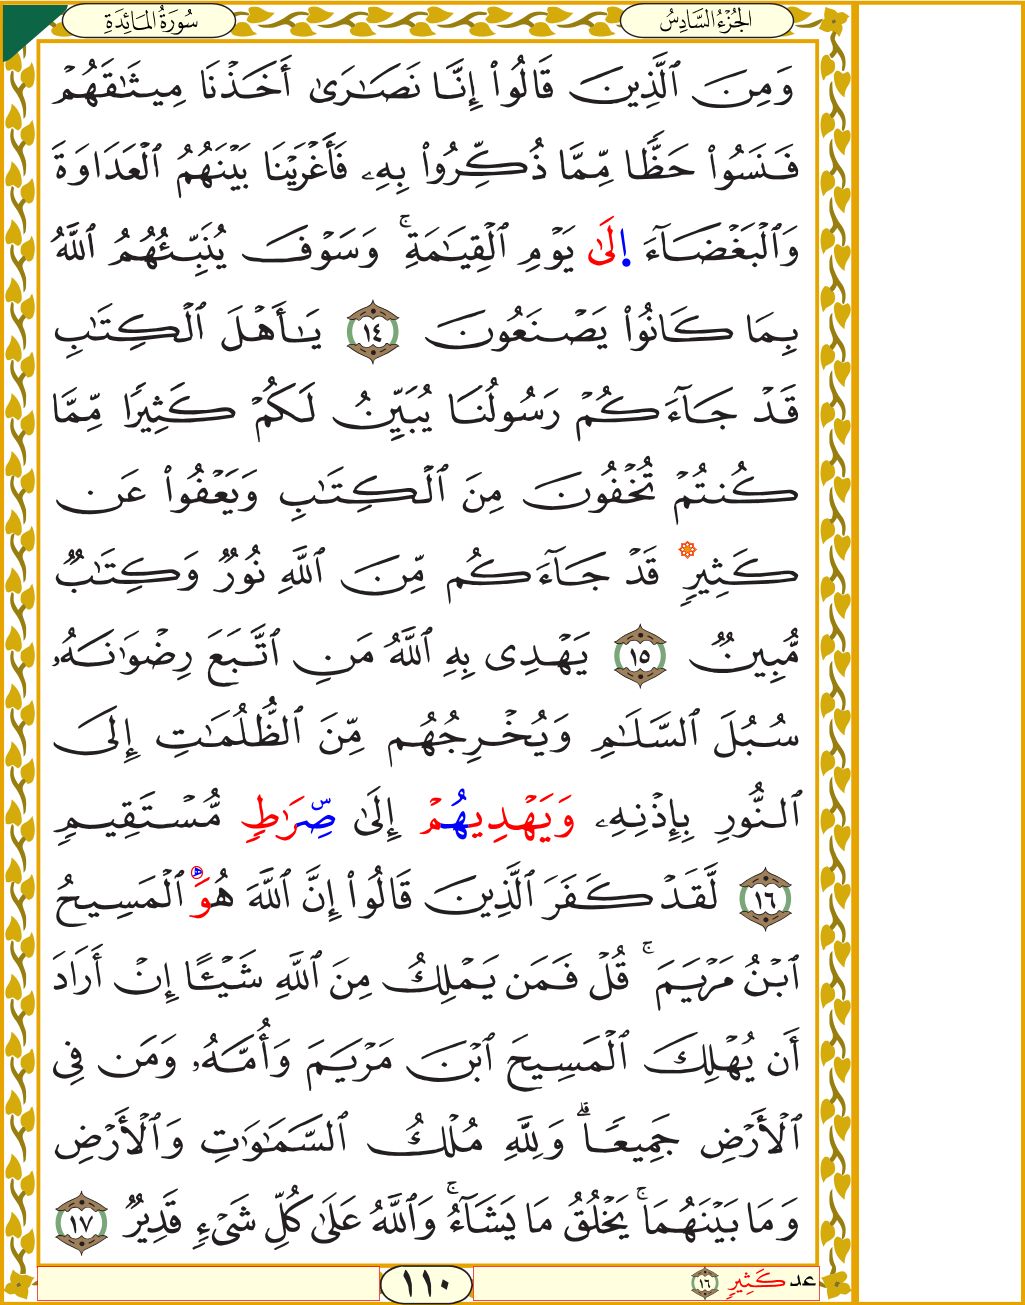 الجُزْءُ السَّادِسُ
سُورَةُ المَائِدَةِ
وَمِنَ ٱلَّذِينَ قَالُوٓا۟ إِنَّا نَصَـٰرَىٰٓ أَخَذْنَا مِيثَـٰقَهُمْ
فَنَسُوا۟ حَظًّا مِّمَّا ذُكِّرُوا۟ بِهِۦ فَأَغْرَيْنَا بَيْنَهُمُ ٱلْعَدَاوَةَ
وَٱلْبَغْضَآءَ اِ۪لَىٰ يَوْمِ ٱلْقِيَـٰمَةِ ۚ وَسَوْفَ يُنَبِّئُهُمُ ٱللَّهُ
بِمَا كَانُوا۟ يَصْنَعُونَ ١٤ يَـٰٓأَهْلَ ٱلْكِتَـٰبِ
قَدْ جَآءَكُمْ رَسُولُنَا يُبَيِّنُ لَكُمْ كَثِيرًا مِّمَّا
كُنتُمْ تُخْفُونَ مِنَ ٱلْكِتَـٰبِ وَيَعْفُوا۟ عَن
كَثِيرٍ ۞ قَدْ جَآءَكُم مِّنَ ٱللَّهِ نُورٌ وَكِتَـٰبٌ
مُّبِينٌ ١٥ يَهْدِى بِهِ ٱللَّهُ مَنِ ٱتَّبَعَ رِضْوَٰنَهُۥ
سُبُلَ ٱلسَّلَـٰمِ وَيُخْرِجُهُم مِّنَ ٱلظُّلُمَـٰتِ إِلَى
ٱلنُّورِ بِإِذْنِهِۦ وَيَهْدِيهُمْ إِلَىٰ صِّرَٰطٍ مُّسْتَقِيمٍ
١٦ لَّقَدْ كَفَرَ ٱلَّذِينَ قَالُوٓا۟ إِنَّ ٱللَّهَ هُوَ ٱلْمَسِيحُ
ٱبْنُ مَرْيَمَ ۚ قُلْ فَمَن يَمْلِكُ مِنَ ٱللَّهِ شَيْـًٔا إِنْ أَرَادَ
أَن يُهْلِكَ ٱلْمَسِيحَ ٱبْنَ مَرْيَمَ وَأُمَّهُۥ وَمَن فِى
ٱلْأَرْضِ جَمِيعًا ۗ وَلِلَّهِ مُلْكُ ٱلسَّمَـٰوَٰتِ وَٱلْأَرْضِ
وَمَا بَيْنَهُمَا ۚ يَخْلُقُ مَا يَشَآءُ ۚ وَٱللَّهُ عَلَىٰ كُلِّ شَىْءٍ قَدِيرٌ ١٧
عد كَثِيرٍ ١٦
١١٠